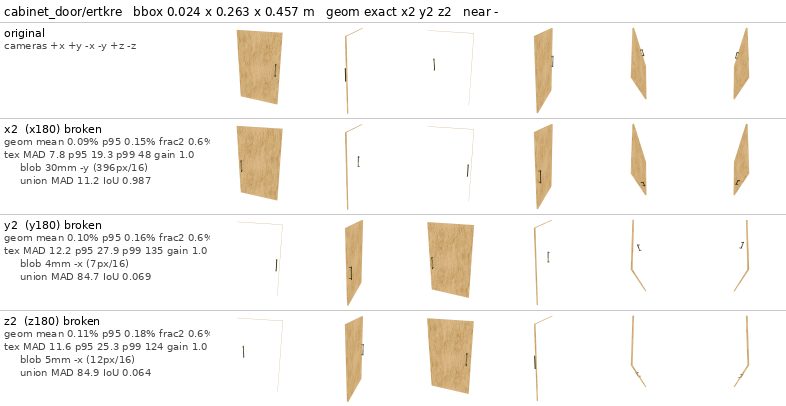 cabinet_door/ertkre bbox 0.024 x 0.263 x 0.457 m geom exact x2 y2 z2 near -
original
cameras +x +y -x -y +z -z
x2 (x180) broken
geom mean 0.09% p95 0.15% frac2 0.6%
tex MAD 7.8 p95 19.3 p99 48 gain 1.0
blob 30mm -y (396px/16)
union MAD 11.2 IoU 0.987
y2 (y180) broken
geom mean 0.10% p95 0.16% frac2 0.6%
tex MAD 12.2 p95 27.9 p99 135 gain 1.0
blob 4mm -x (7px/16)
union MAD 84.7 IoU 0.069
z2 (z180) broken
geom mean 0.11% p95 0.18% frac2 0.6%
tex MAD 11.6 p95 25.3 p99 124 gain 1.0
blob 5mm -x (12px/16)
union MAD 84.9 IoU 0.064